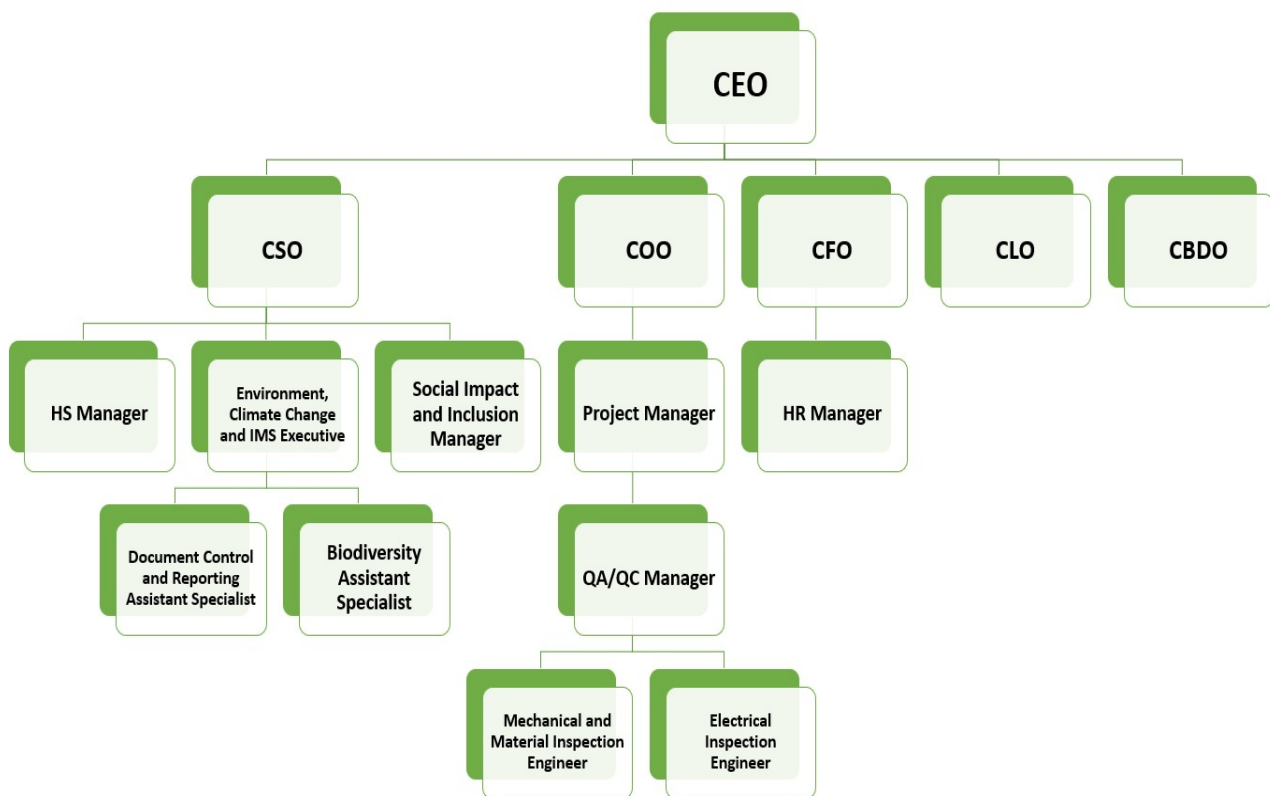 CEO
CSO
COO
CFO
CLO
CBDO
HS Manager
Environment,
Climate Change
and IMS Executive
Social Impact
and Inclusion
Manager
Project Manager
HR Manager
Document Control
and Reporting
Assistant Specialist
Biodiversity
Assistant
Specialist
QA/QC Manager
Mechanical and
Material Inspection
Engineer
Electrical
Inspection
Engineer